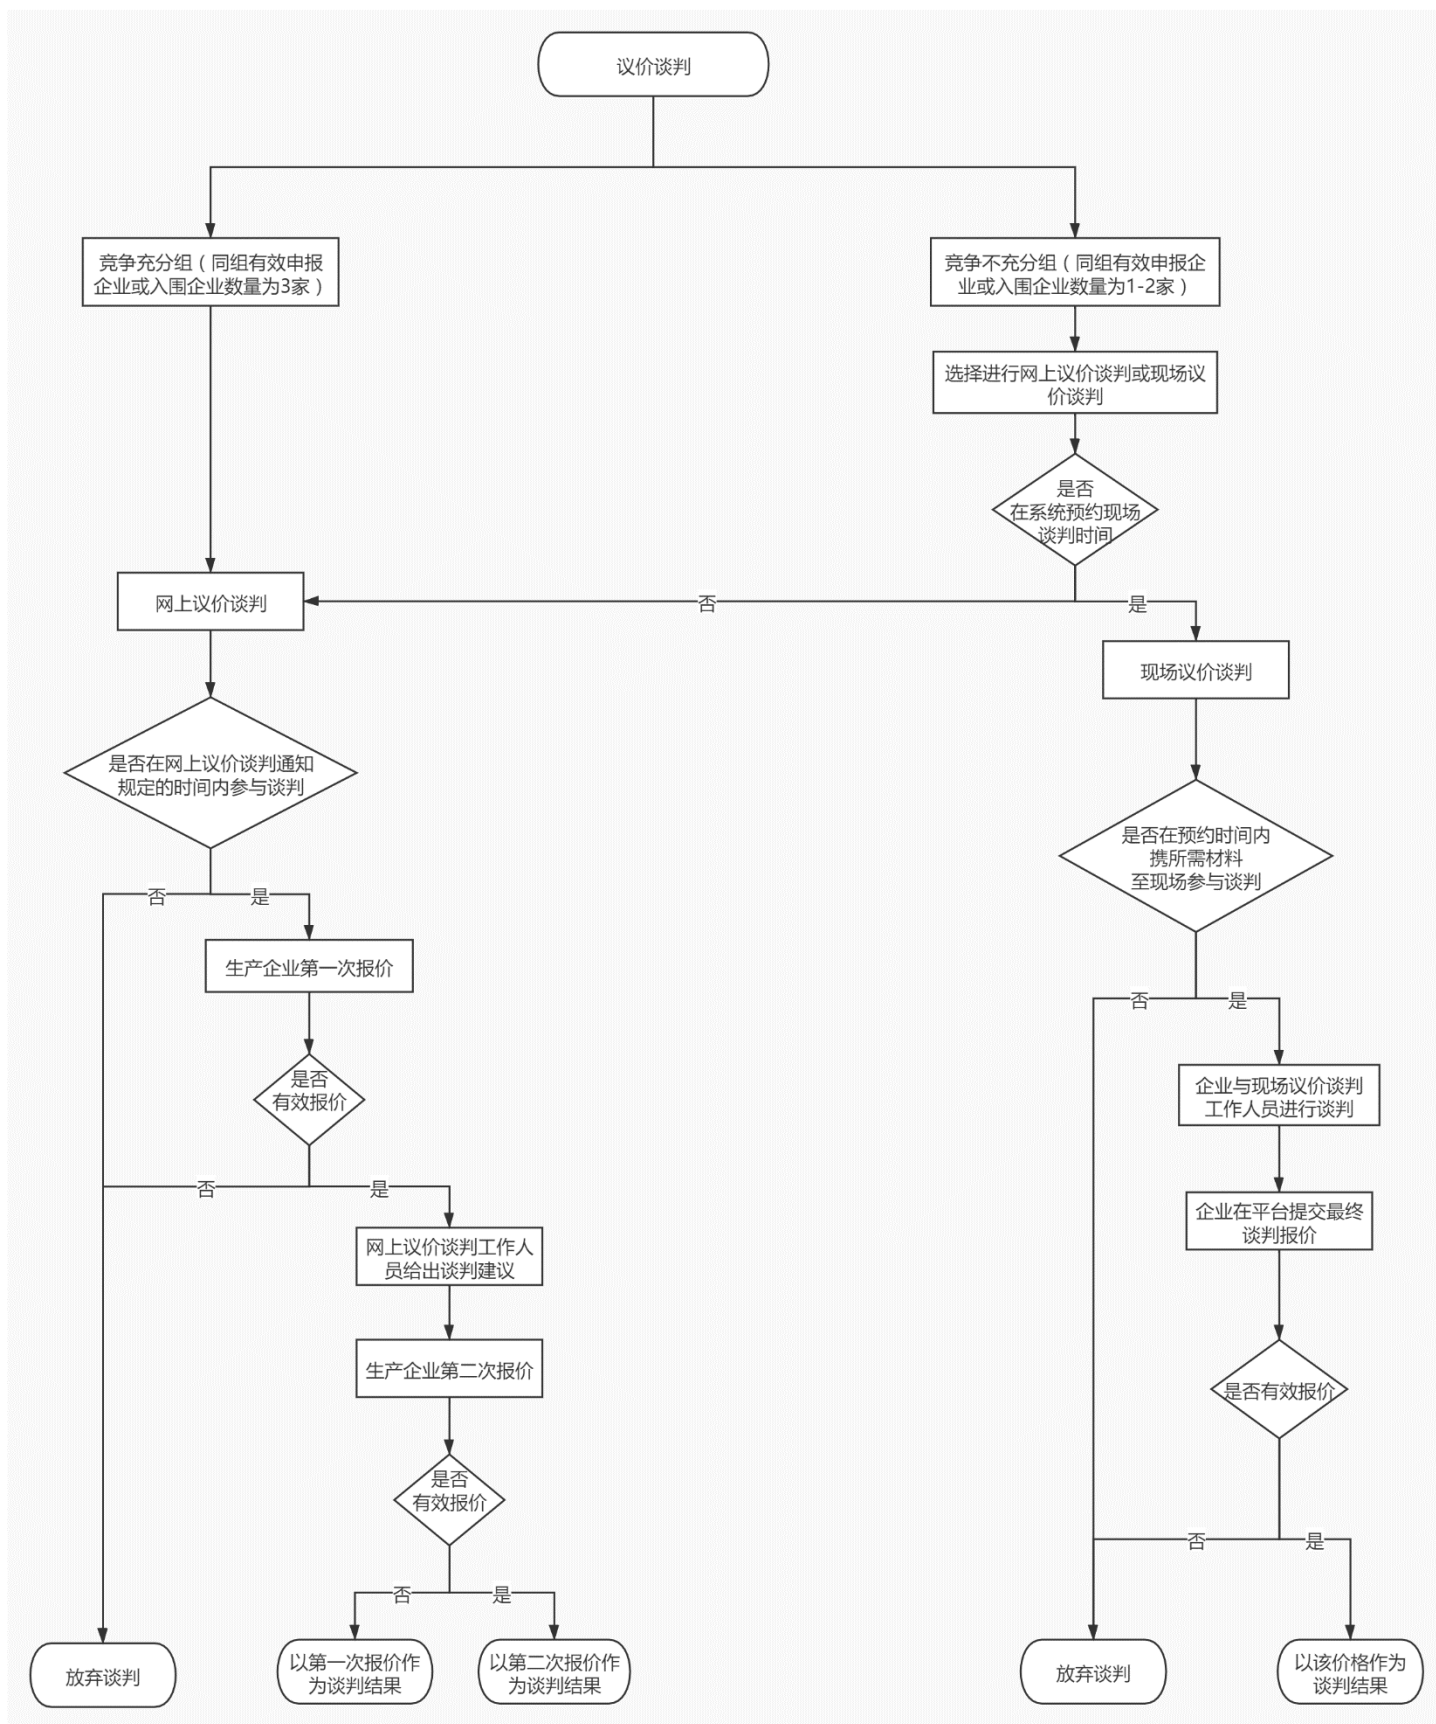 议价谈判
竞争充分组（同组有效申报
企业或入围企业数量为3家）
竞争不充分组（同组有效申报企
业或入围企业数量为1-2家）
选择进行网上议价谈判或现场议
价谈判
是否
在系统预约现场
谈判时间
网上议价谈判
否
是
现场议价谈判
是否在网上议价谈判通知
规定的时间内参与谈判
是否在预约时间内
携所需材料
至现场参与谈判
否
是
生产企业第一次报价
否
是
是否
有效报价
企业与现场议价谈判
工作人员进行谈判
否
是
企业在平台提交最终
谈判报价
网上议价谈判工作人
员给出谈判建议
生产企业第二次报价
是否有效报价
是否
有效报价
否
是
否
是
放弃谈判
以第一次报价作
为谈判结果
以第二次报价作
为谈判结果
放弃谈判
以该价格作为
谈判结果